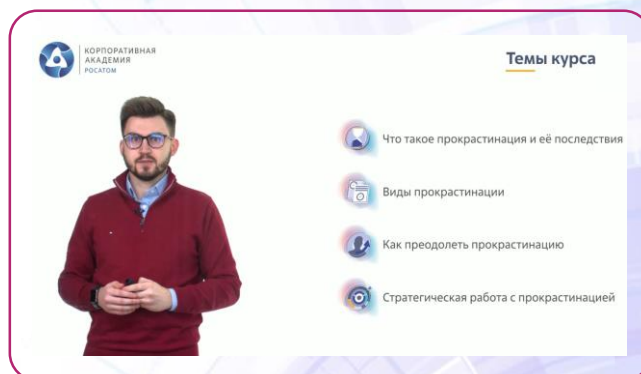 КОРПОРАТИВНАЯ
АКАДЕМИЯ
РОСАТОМ
Темы курса
Что такое прокрастинация и её последствия
Виды прокрастинации
Как преодолеть прокрастинацию
Стратегическая работа с прокрастинацией